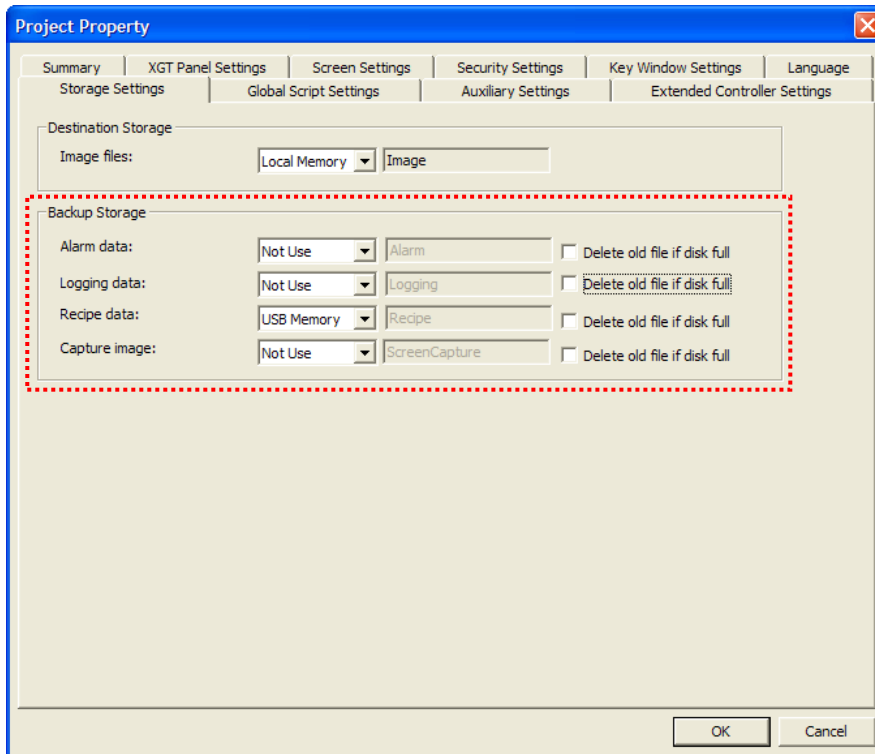 Project Property
Summary XGT Panel Settings Screen Settings Security Settings Key Window Settings Language
Storage Settings Global Script Settings Auxiliary Settings Extended Controller Settings
Destination Storage
Image files: Local Memory Image
Backup Storage
Alarm data: Not Use Alarm Delete old file if disk full
Logging data: Not Use Logging Delete old file if disk full
Recipe data: USB Memory Recipe Delete old file if disk full
Capture image: Not Use ScreenCapture Delete old file if disk full
OK Cancel